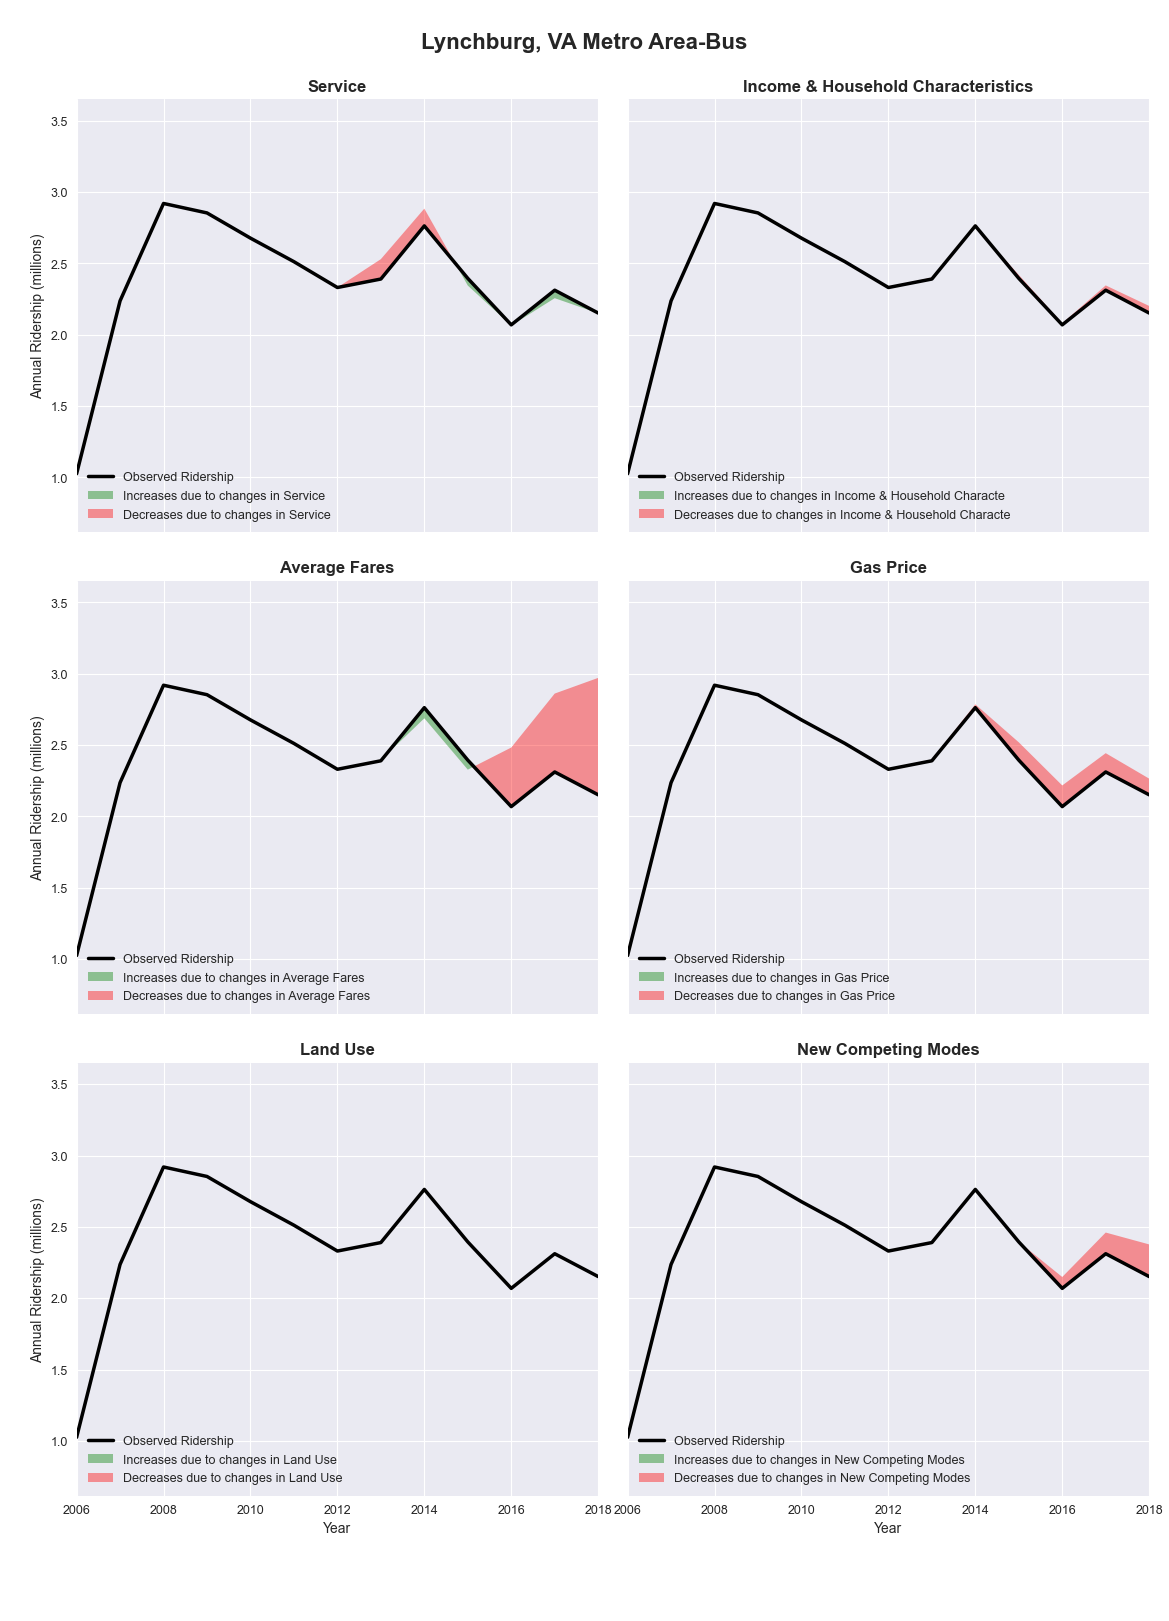 Lynchburg, VA Metro Area-Bus
Service
Annual Ridership (millions)
3.5
3.0
2.5
2.0
1.5
1.0
Observed Ridership
Increases due to changes in Service
Decreases due to changes in Service
Income & Household Characteristics
Observed Ridership
Increases due to changes in Income & Household Characte
Decreases due to changes in Income & Household Characte
Average Fares
Annual Ridership (millions)
3.5
3.0
2.5
2.0
1.5
1.0
Observed Ridership
Increases due to changes in Average Fares
Decreases due to changes in Average Fares
Gas Price
Observed Ridership
Increases due to changes in Gas Price
Decreases due to changes in Gas Price
Land Use
Annual Ridership (millions)
3.5
3.0
2.5
2.0
1.5
1.0
Observed Ridership
Increases due to changes in Land Use
Decreases due to changes in Land Use
2006 2008 2010 2012 2014 2016 2018
Year
New Competing Modes
Observed Ridership
Increases due to changes in New Competing Modes
Decreases due to changes in New Competing Modes
2006 2008 2010 2012 2014 2016 2018
Year